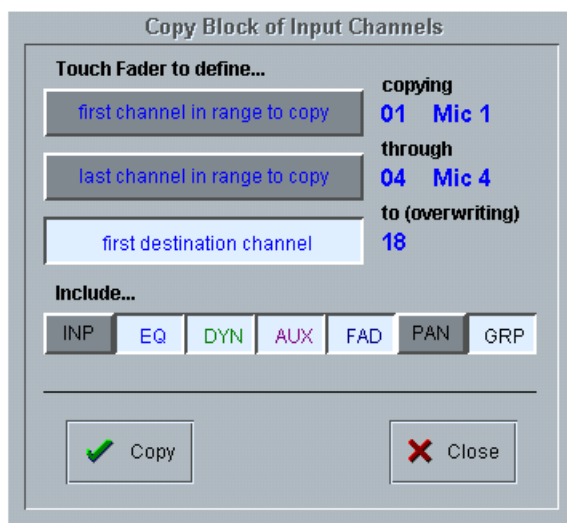 Copy Block of Input Channels
Touch Fader to define...
copying
first channel in range to copy
01 Mic 1
through
last channel in range to copy
04 Mic 4
to (overwriting)
first destination channel
18
Include...
INP EQ DYN AUX FAD PAN GRP
Copy Close